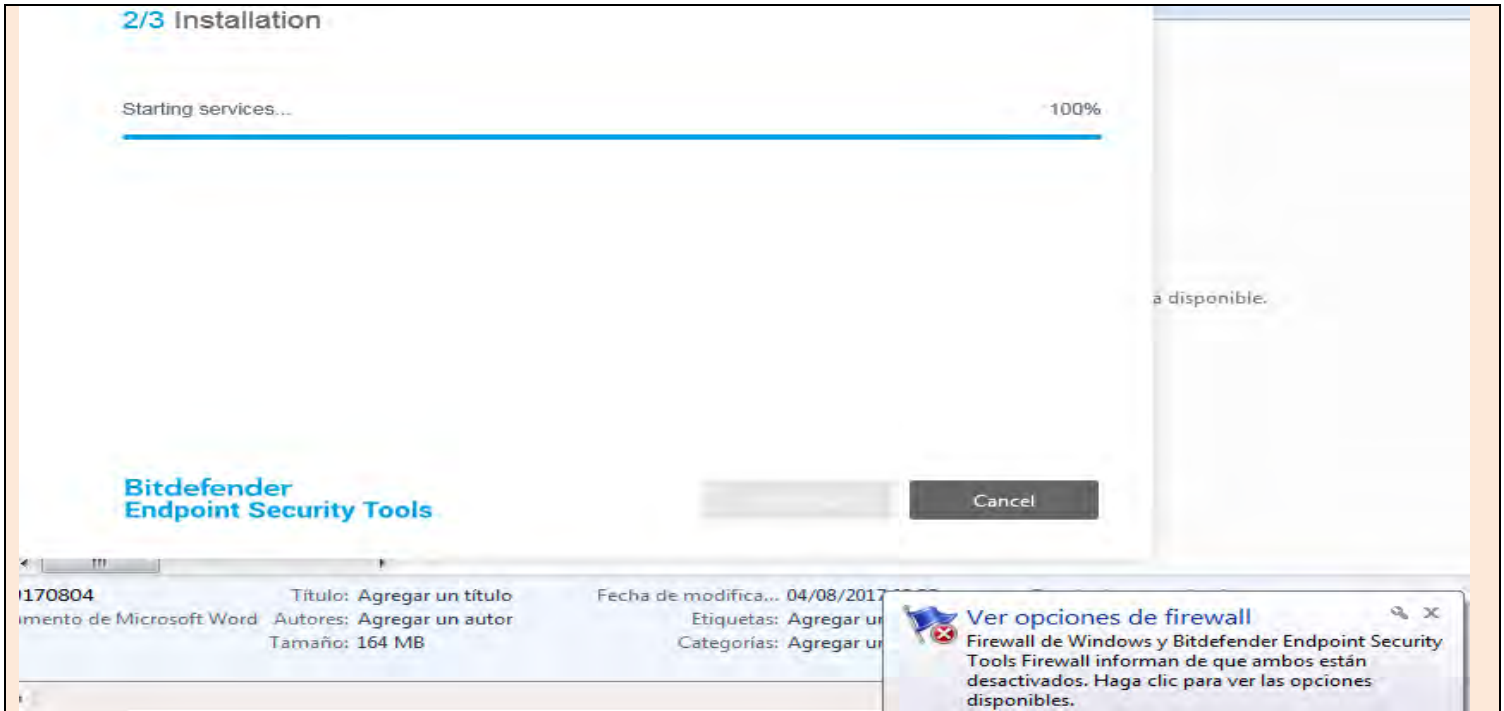 2/3 Installation
Starting services... 100%
á disponible.
Bitdefender
Endpoint Security Tools
Cancel
170804 Título: Agregar un título Fecha de modifica... 04/08/2017
mento de Microsoft Word Autores: Agregar un autor Etiquetas: Agregar ur
Tamaño: 164 MB Categorías: Agregar ur
Ver opciones de firewall
Firewall de Windows y Bitdefender Endpoint Security
Tools Firewall informan de que ambos están
desactivados. Haga clic para ver las opciones
disponibles.